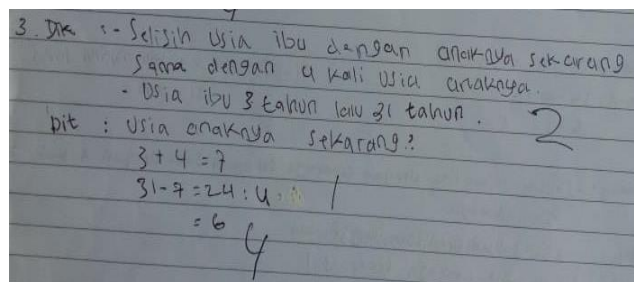 3. Dik : - Selisih usia ibu dengan anaknya sekarang
sama dengan 4 kali usia anaknya.
- Usia ibu 3 tahun lalu 31 tahun. 2
Dit : Usia anaknya sekarang?
3 + 4 = 7
31 - 7 = 24 : 4 1
= 6
4